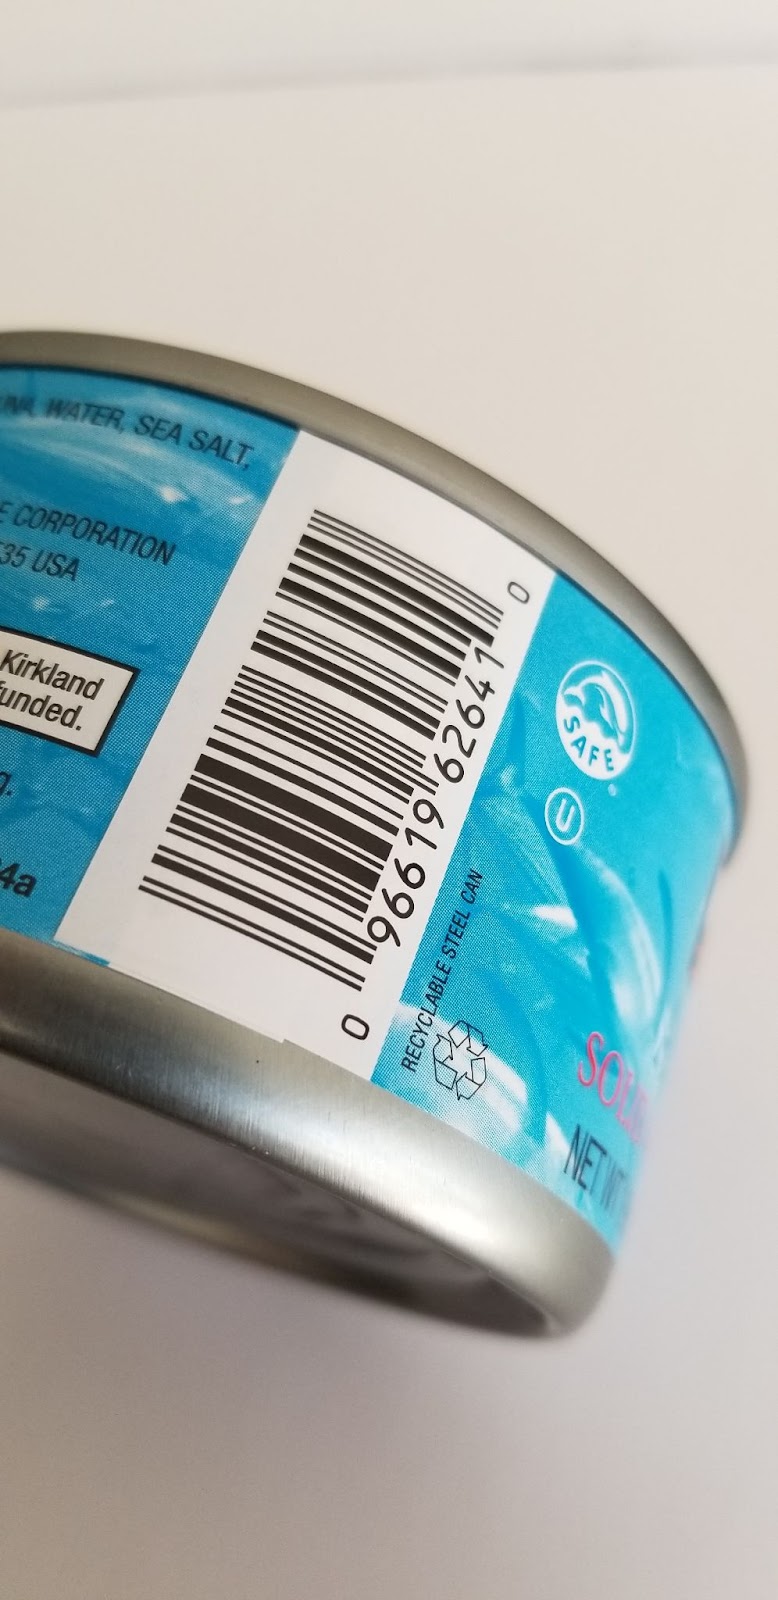 WATER, SEA SALT,
CORPORATION
35 USA
Kirkland
funded.
4a
0 96619 62641 0
SAFE
U
RECYCLABLE STEEL CAN
SOLID
NET WT